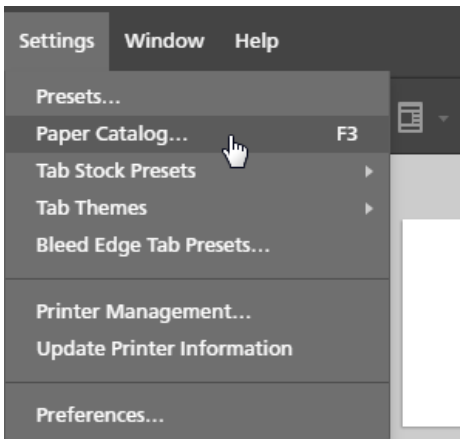 Settings Window Help
Presets...
Paper Catalog... F3
Tab Stock Presets
Tab Themes
Bleed Edge Tab Presets...
Printer Management...
Update Printer Information
Preferences...